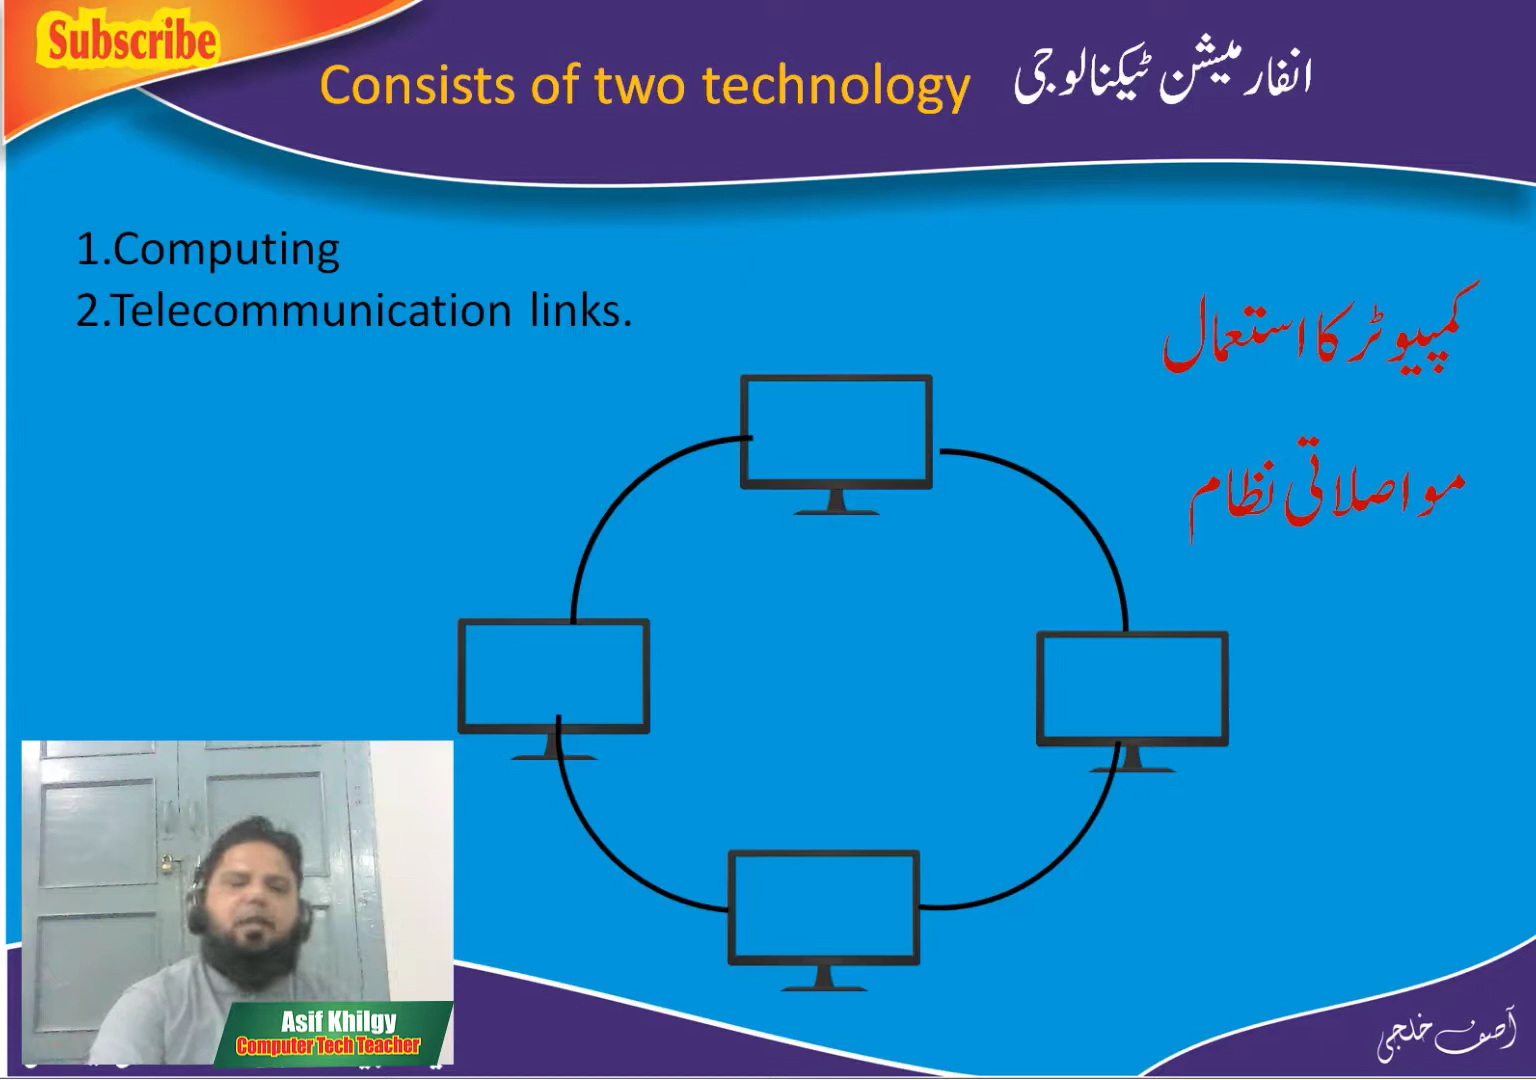 Subscribe
Consists of two technology انفارمیشن ٹیکنالوجی
1.Computing
2.Telecommunication links.
کمپیوٹر کا استعمال
مواصلاتی نظام
Asif Khilgy
Computer Tech Teacher
آصف خلجی